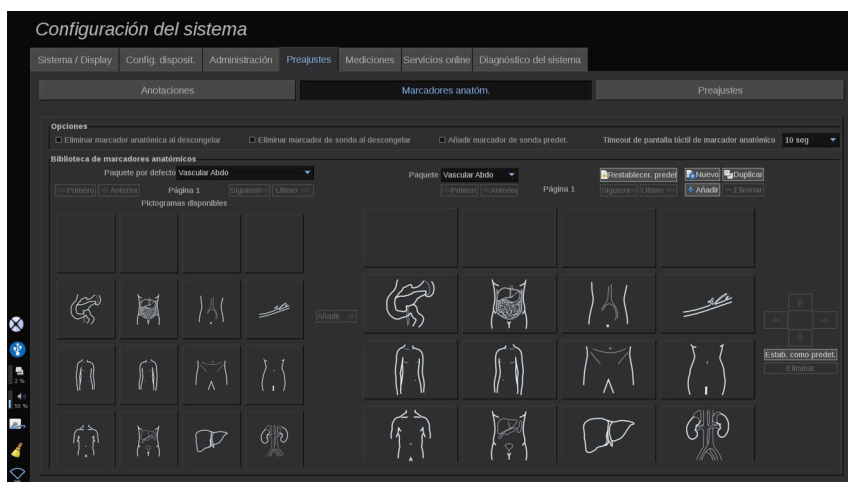 Configuración del sistema
Sistema / Display Config. disposit. Administración Preajustes Mediciones Servicios online Diagnóstico del sistema
Anotaciones Marcadores anatóm. Preajustes
Opciones
Eliminar marcador anatómica al descongelar Eliminar marcador de sonda al descongelar Añadir marcador de sonda predet. Timeout de pantalla táctil de marcador anatómico 10 seg
Biblioteca de marcadores anatómicos
Paquete por defecto Vascular Abdo Paquete Vascular Abdo Restablecer. predet Nuevo Duplicar
Primero Anterior Página 1 Siguiente Último Primero Anterior Página 1 Siguiente Último Añadir Eliminar
Pictogramas disponibles
Añadir
Estab. como predet.
Eliminar
2 %
50 %